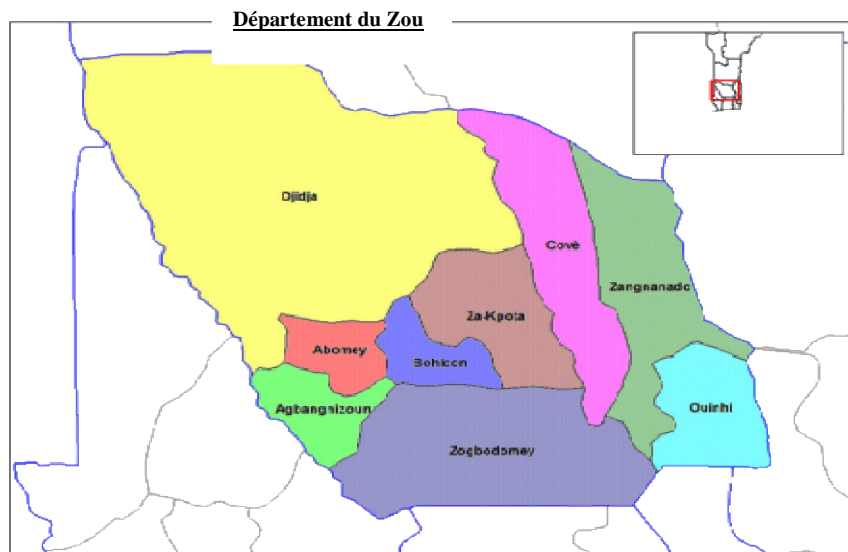 Département du Zou
Djidja
Covè
Zangnanado
Za-Kpota
Abomey
Bohicon
Agbangnizoun
Ouinhi
Zogbodomey